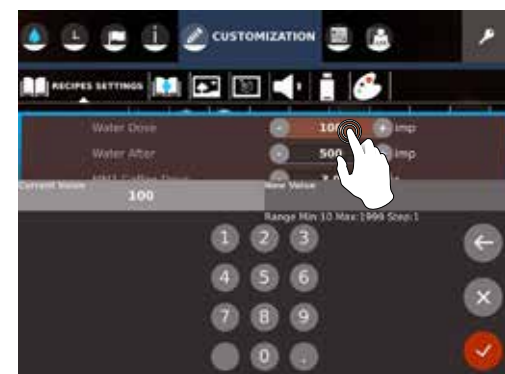 CUSTOMIZATION
RECIPES SETTINGS
Water Dose - 100 + imp
Water After - 500 imp
Current Value
100
New Value
Range Min:10 Max:1999 Step:1
1 2 3
4 5 6
7 8 9
0 .